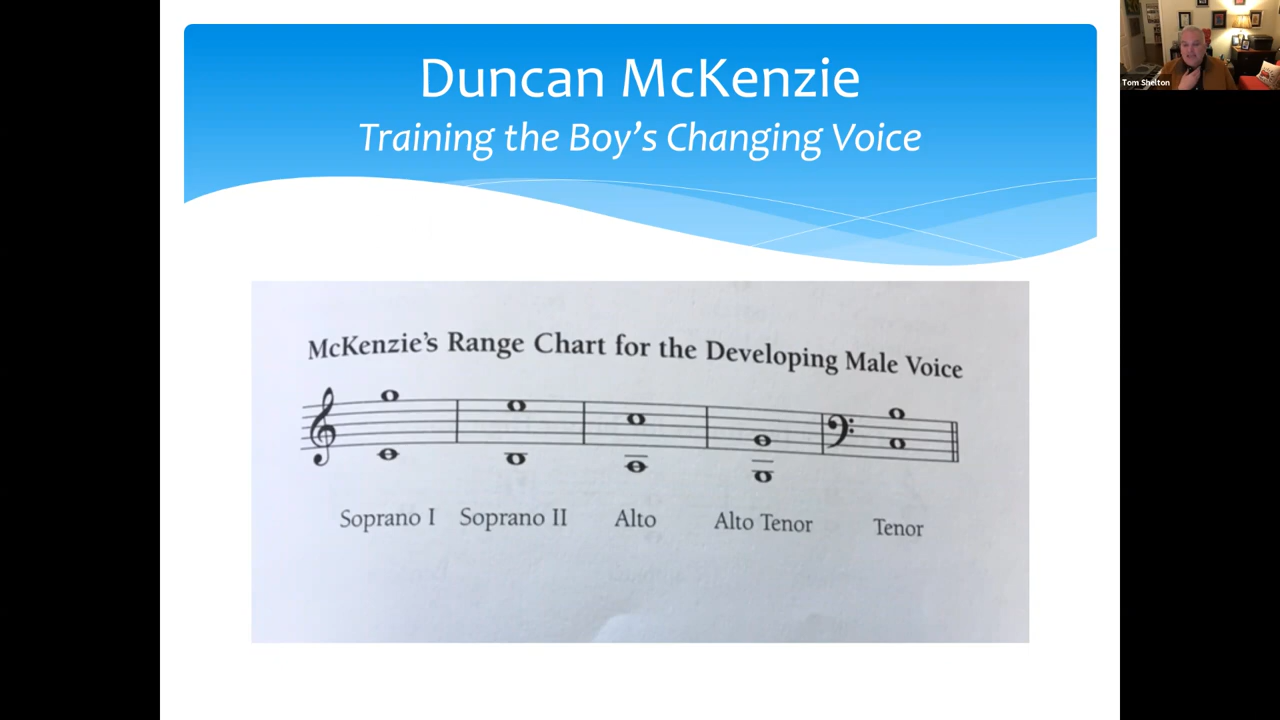 Duncan McKenzie
Training the Boy's Changing Voice
Tom Shelton
McKenzie's Range Chart for the Developing Male Voice
Soprano I Soprano II Alto Alto Tenor Tenor